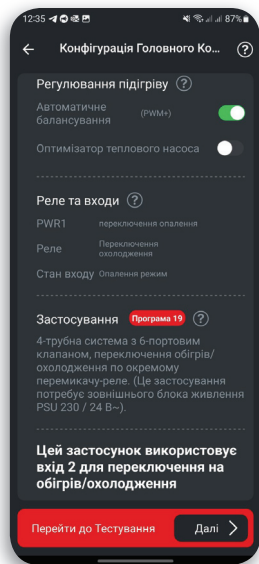 12:35 87%
Конфігурація Головного Ко...
Регулювання підігріву
Автоматичне
балансування (PWM+)
Оптимізатор теплового насоса
Реле та входи
PWR1 переключення опалення
Реле Переключення
охолодження
Стан входу Опалення режим
Застосування Програма 19
4-трубна система з 6-портовим
клапаном, переключення обігрів/
охолодження по окремому
перемикачу-реле. (Це застосування
потребує зовнішнього блока живлення
PSU 230 / 24 В~).
Цей застосунок використовує
вхід 2 для переключення на
обігрів/охолодження
Перейти до Тестування Далі